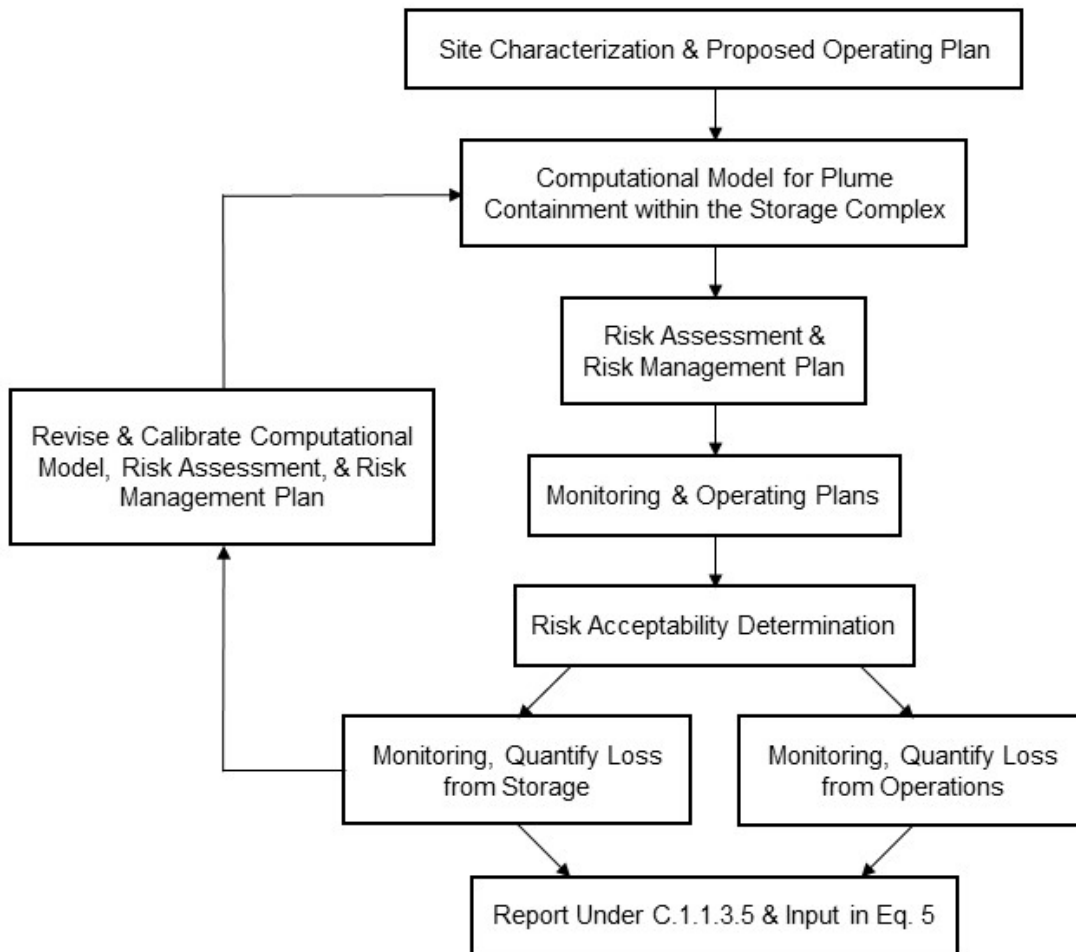 Site Characterization & Proposed Operating Plan
Computational Model for Plume
Containment within the Storage Complex
Risk Assessment &
Risk Management Plan
Revise & Calibrate Computational
Model, Risk Assessment, & Risk
Management Plan
Monitoring & Operating Plans
Risk Acceptability Determination
Monitoring, Quantify Loss
from Storage
Monitoring, Quantify Loss
from Operations
Report Under C.1.1.3.5 & Input in Eq. 5